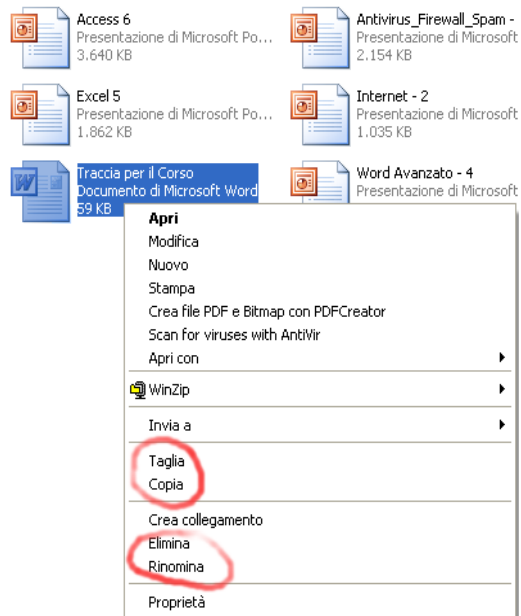 Access 6
Presentazione di Microsoft Po...
3.640 KB
Antivirus_Firewall_Spam -
Presentazione di Microsoft
2.154 KB
Excel 5
Presentazione di Microsoft Po...
1.862 KB
Internet - 2
Presentazione di Microsoft
1.035 KB
Traccia per il Corso
Documento di Microsoft Word
59 KB
Word Avanzato - 4
Presentazione di Microsoft
Apri
Modifica
Nuovo
Stampa
Crea file PDF e Bitmap con PDFCreator
Scan for viruses with AntiVir
Apri con
WinZip
Invia a
Taglia
Copia
Crea collegamento
Elimina
Rinomina
Proprietà